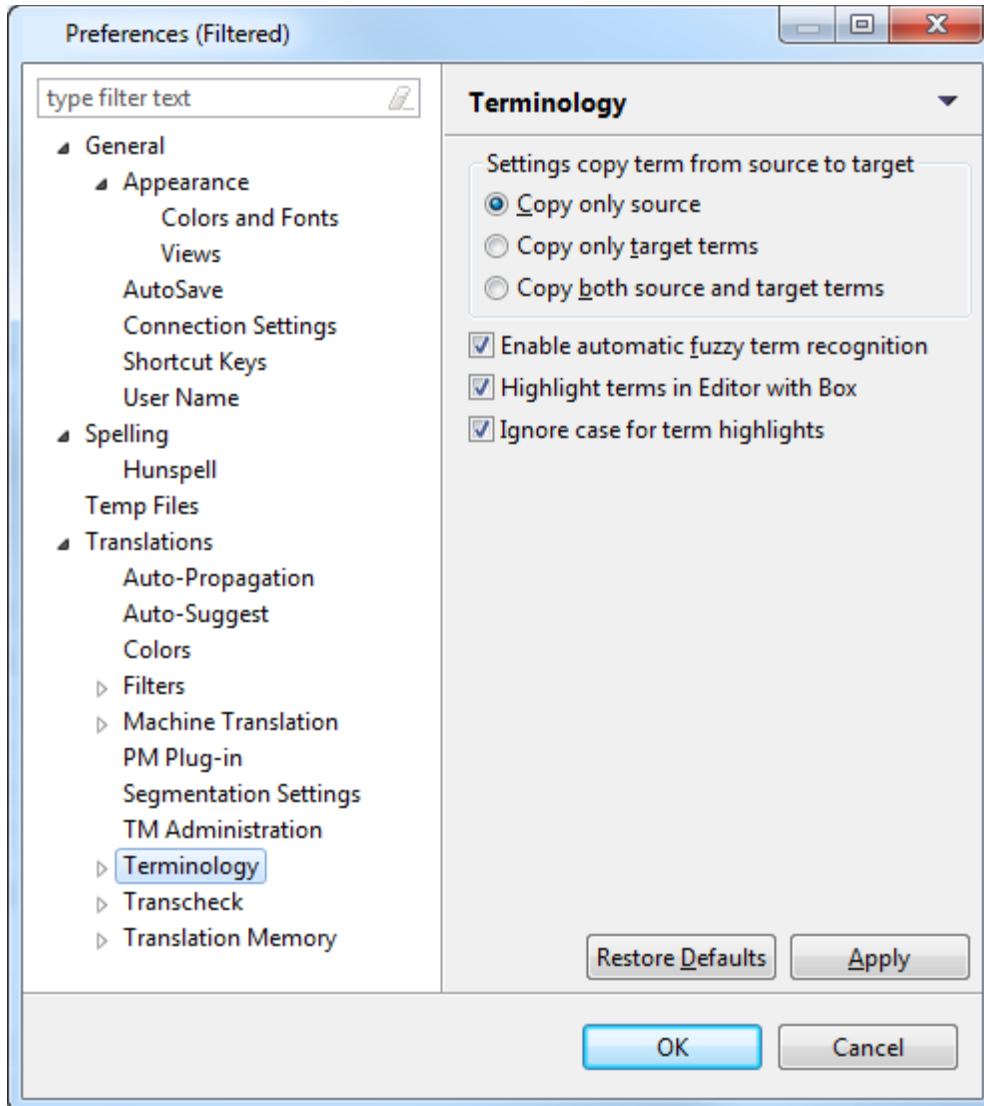 Preferences (Filtered)
type filter text
General
Appearance
Colors and Fonts
Views
AutoSave
Connection Settings
Shortcut Keys
User Name
Spelling
Hunspell
Temp Files
Translations
Auto-Propagation
Auto-Suggest
Colors
Filters
Machine Translation
PM Plug-in
Segmentation Settings
TM Administration
Terminology
Transcheck
Translation Memory
Terminology
Settings copy term from source to target
Copy only source
Copy only target terms
Copy both source and target terms
Enable automatic fuzzy term recognition
Highlight terms in Editor with Box
Ignore case for term highlights
Restore Defaults
Apply
OK
Cancel